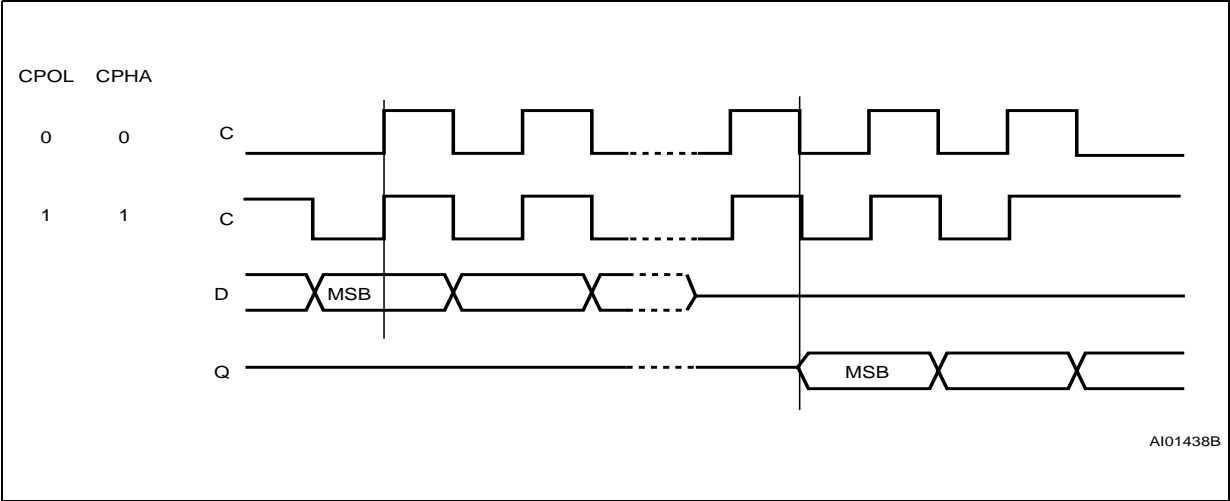 CPOL CPHA
0 0 C
1 1 C
D MSB
Q MSB
AI01438B